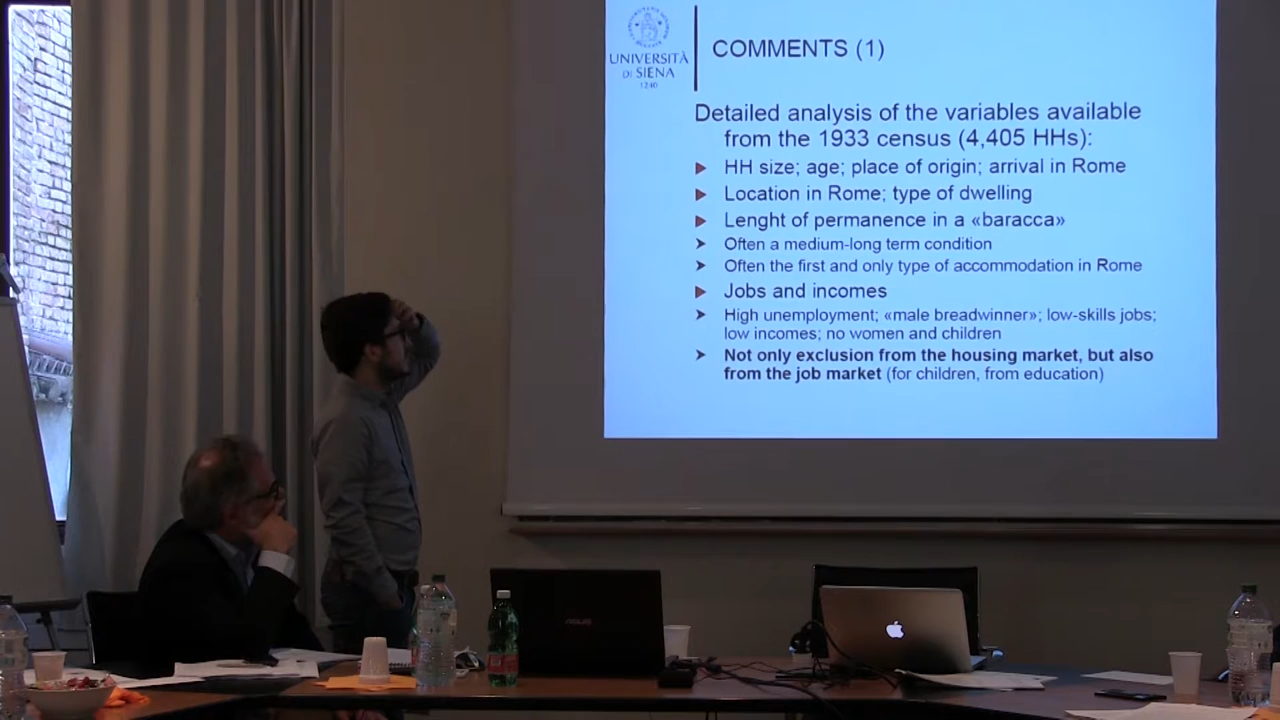 UNIVERSITÀ
DI SIENA
1240
COMMENTS (1)
Detailed analysis of the variables available
from the 1933 census (4,405 HHs):
HH size; age; place of origin; arrival in Rome
Location in Rome; type of dwelling
Lenght of permanence in a «baracca»
Often a medium-long term condition
Often the first and only type of accommodation in Rome
Jobs and incomes
High unemployment; «male breadwinner»; low-skills jobs;
low incomes; no women and children
Not only exclusion from the housing market, but also
from the job market (for children, from education)
ASUS